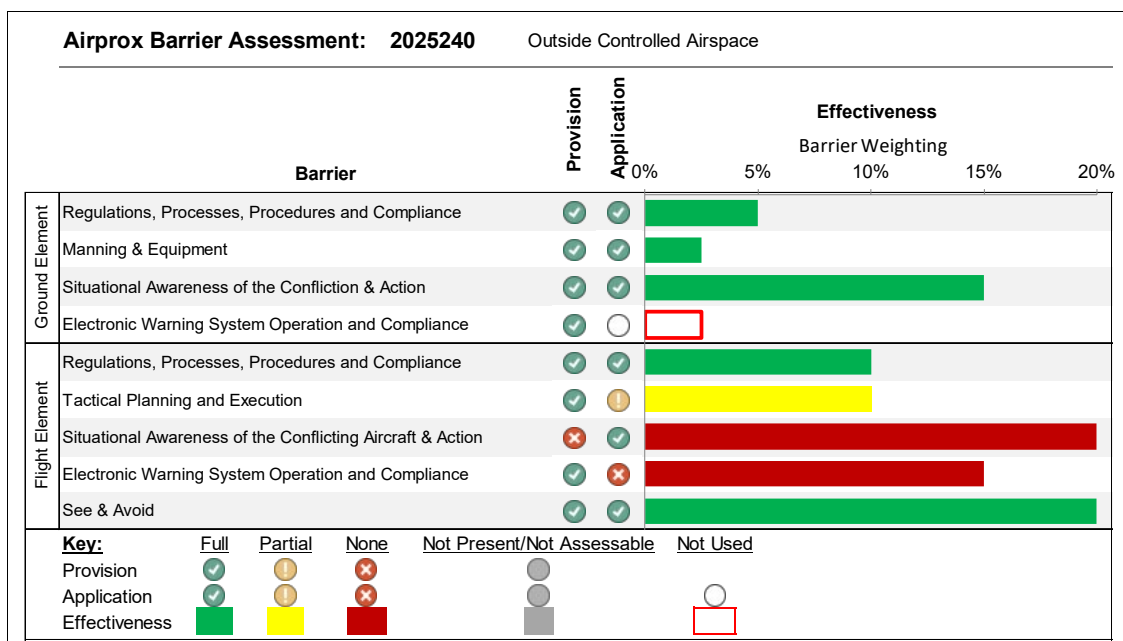 Airprox Barrier Assessment: 2025240 Outside Controlled Airspace
Barrier Provision Application Effectiveness
Barrier Weighting
0% 5% 10% 15% 20%
Ground Element
Regulations, Processes, Procedures and Compliance
Manning & Equipment
Situational Awareness of the Confliction & Action
Electronic Warning System Operation and Compliance
Flight Element
Regulations, Processes, Procedures and Compliance
Tactical Planning and Execution
Situational Awareness of the Conflicting Aircraft & Action
Electronic Warning System Operation and Compliance
See & Avoid
Key: Full Partial None Not Present/Not Assessable Not Used
Provision
Application
Effectiveness